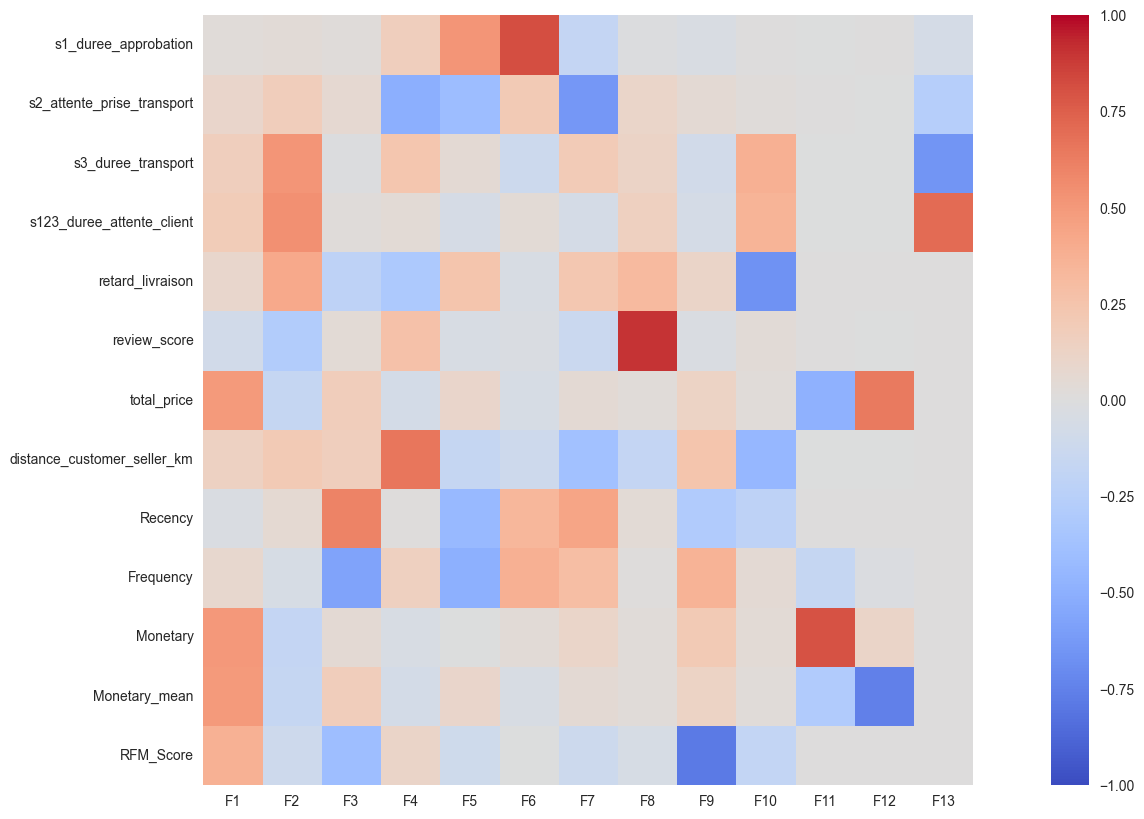 s1_duree_approbation
s2_attente_prise_transport
s3_duree_transport
s123_duree_attente_client
retard_livraison
review_score
total_price
distance_customer_seller_km
Recency
Frequency
Monetary
Monetary_mean
RFM_Score
F1 F2 F3 F4 F5 F6 F7 F8 F9 F10 F11 F12 F13
1.00
0.75
0.50
0.25
0.00
−0.25
−0.50
−0.75
−1.00